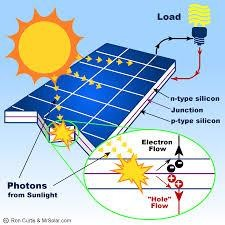 Load
n-type silicon
Junction
p-type silicon
Photons
from Sunlight
Electron
Flow
"Hole"
Flow
© Ron Curtis & MrSolar.com